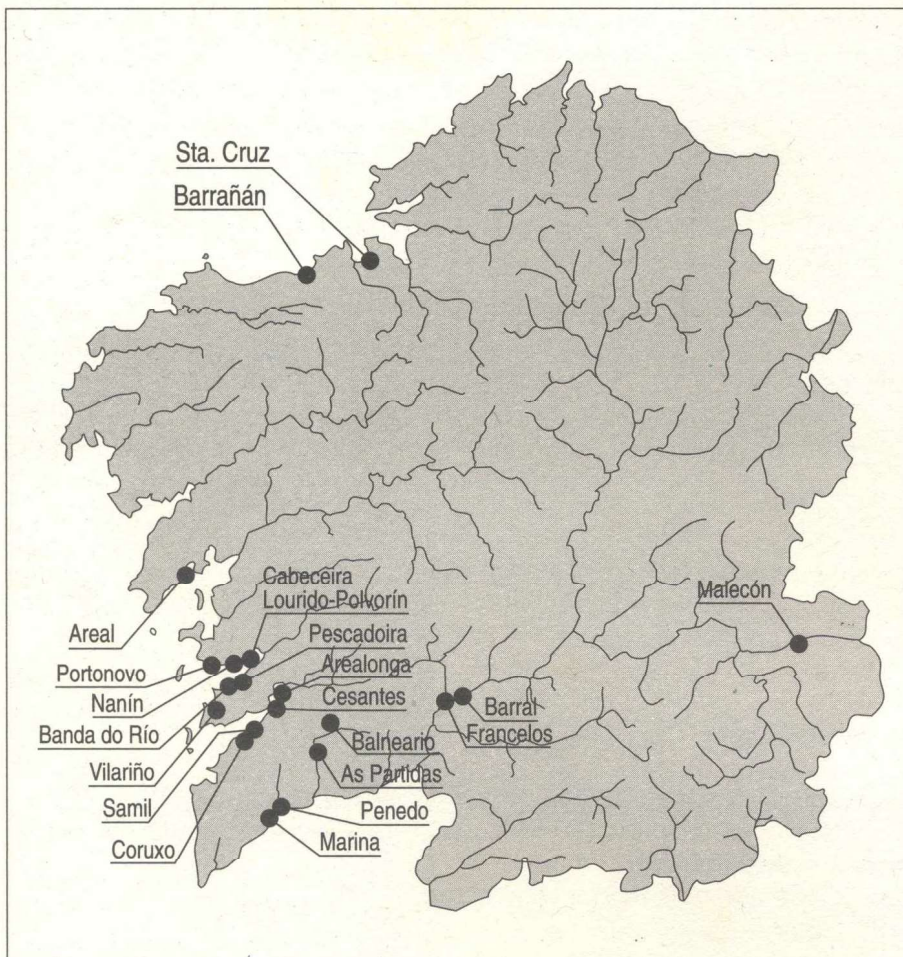 Sta. Cruz
Barrañán
Cabeceira
Lourido-Polvorín
Malecón
Areal
Pescadoira
Portonovo
Arealonga
Nanín
Cesantes
Barral
Banda do Río
Francelos
Balneario
Vilariño
As Partidas
Samil
Penedo
Coruxo
Marina